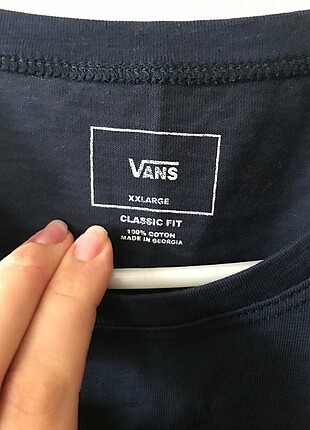 VANS
XXLARGE
CLASSIC FIT
100% COTON
MADE IN GEORGIA